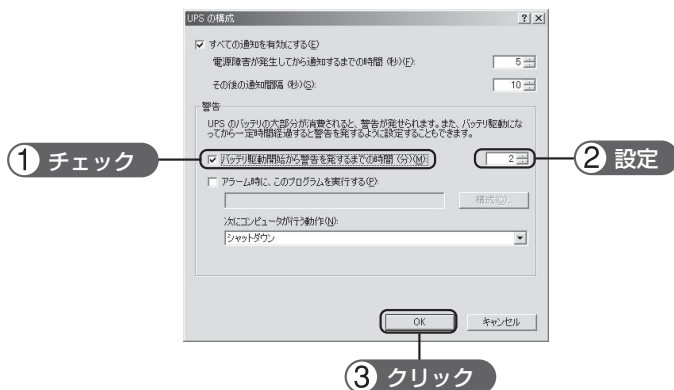 UPS の構成
すべての通知を有効にする(E)
電源障害が発生してから通知するまでの時間 (秒)(F):
5
その後の通知間隔 (秒)(S):
10
警告
UPS のバッテリの大部分が消費されると、警告が発せられます。また、バッテリ駆動にな
ってから一定時間経過すると警告を発するように設定することもできます。
① チェック
バッテリ駆動開始から警告を発するまでの時間 (分)(M):
2
② 設定
アラーム時に、このプログラムを実行する(P):
構成(C)...
次にコンピュータが行う動作(N):
シャットダウン
OK
キャンセル
③ クリック